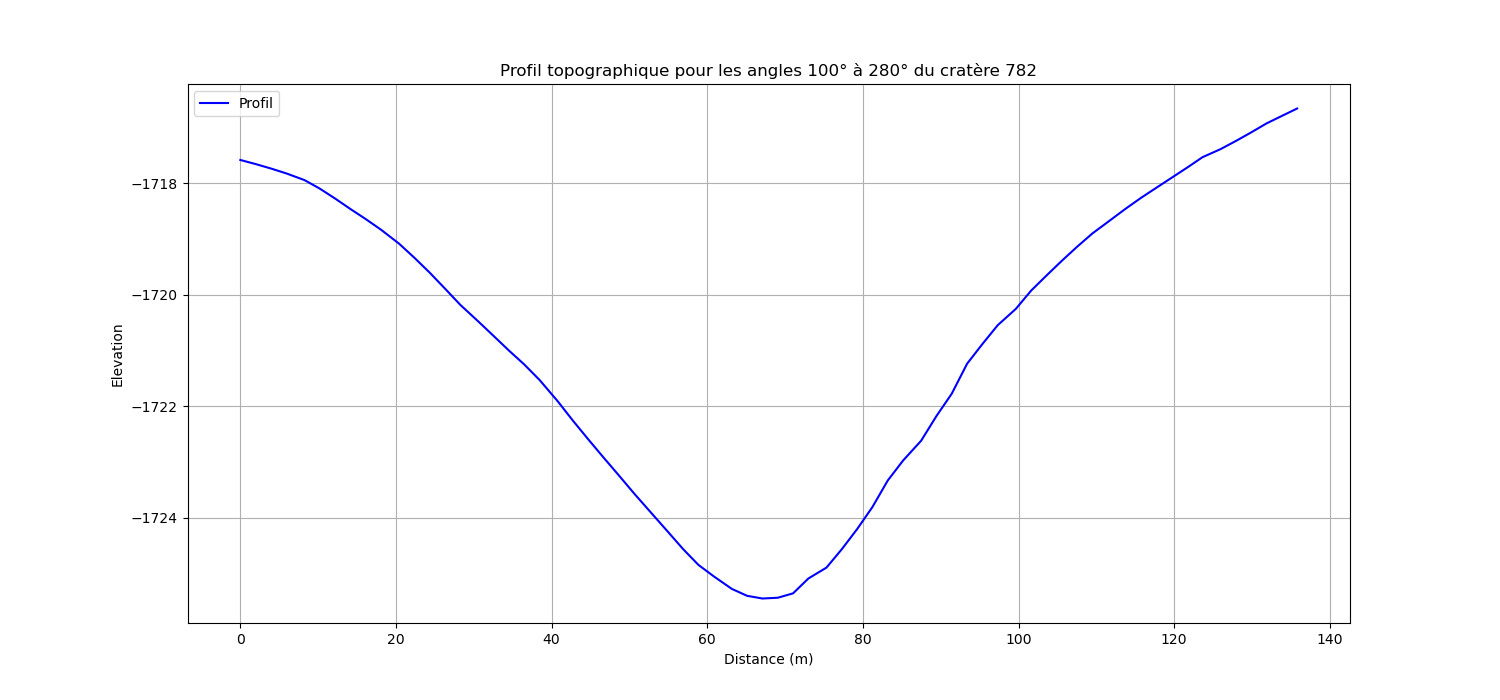 Profil topographique pour les angles 100° à 280° du cratère 782
Profil
−1718
−1720
−1722
−1724
Elevation
0 20 40 60 80 100 120 140
Distance (m)